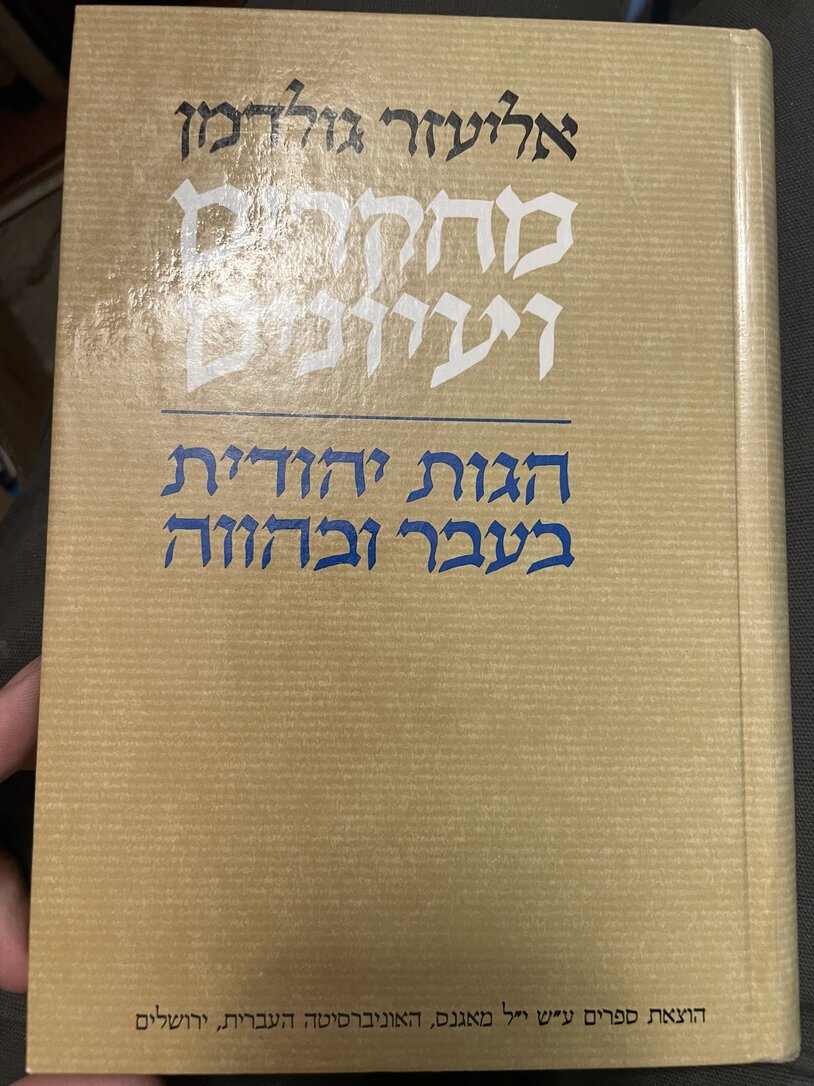 אליעזר גולדמן
מחקרים
ועיונים
הגות יהודית
בעבר ובהווה
הוצאת ספרים ע״ש י״ל מאגנס, האוניברסיטה העברית, ירושלים